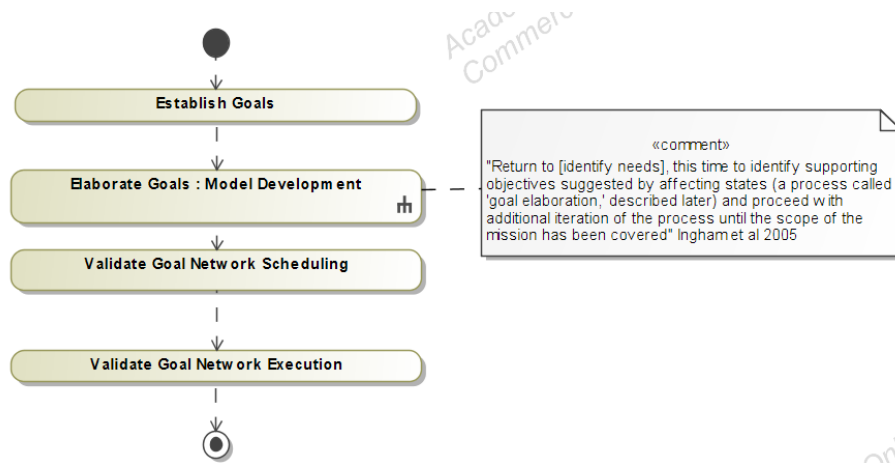 Establish Goals
Elaborate Goals : Model Development
«comment»
"Return to [identify needs], this time to identify supporting
objectives suggested by affecting states (a process called
'goal elaboration,' described later) and proceed with
additional iteration of the process until the scope of the
mission has been covered" Ingham et al 2005
Validate Goal Network Scheduling
Validate Goal Network Execution